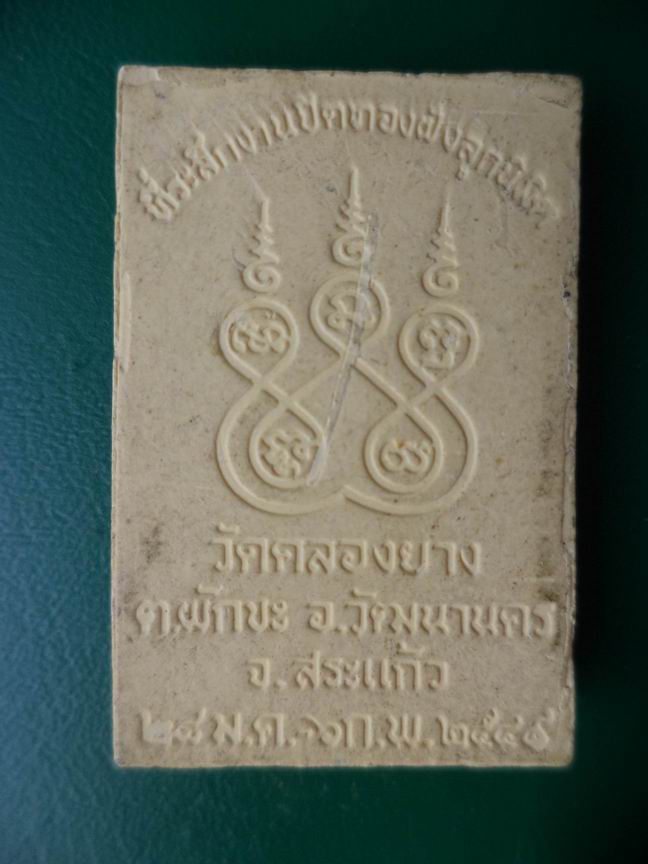 ที่ระลึกงานปิดทองฝังลูกนิมิต
วัดคลองยาง
ต.ผักขะ อ.วัฒนานคร
จ.สระแก้ว
๒๘ ม.ค. ก.พ. ๒๕๔๙